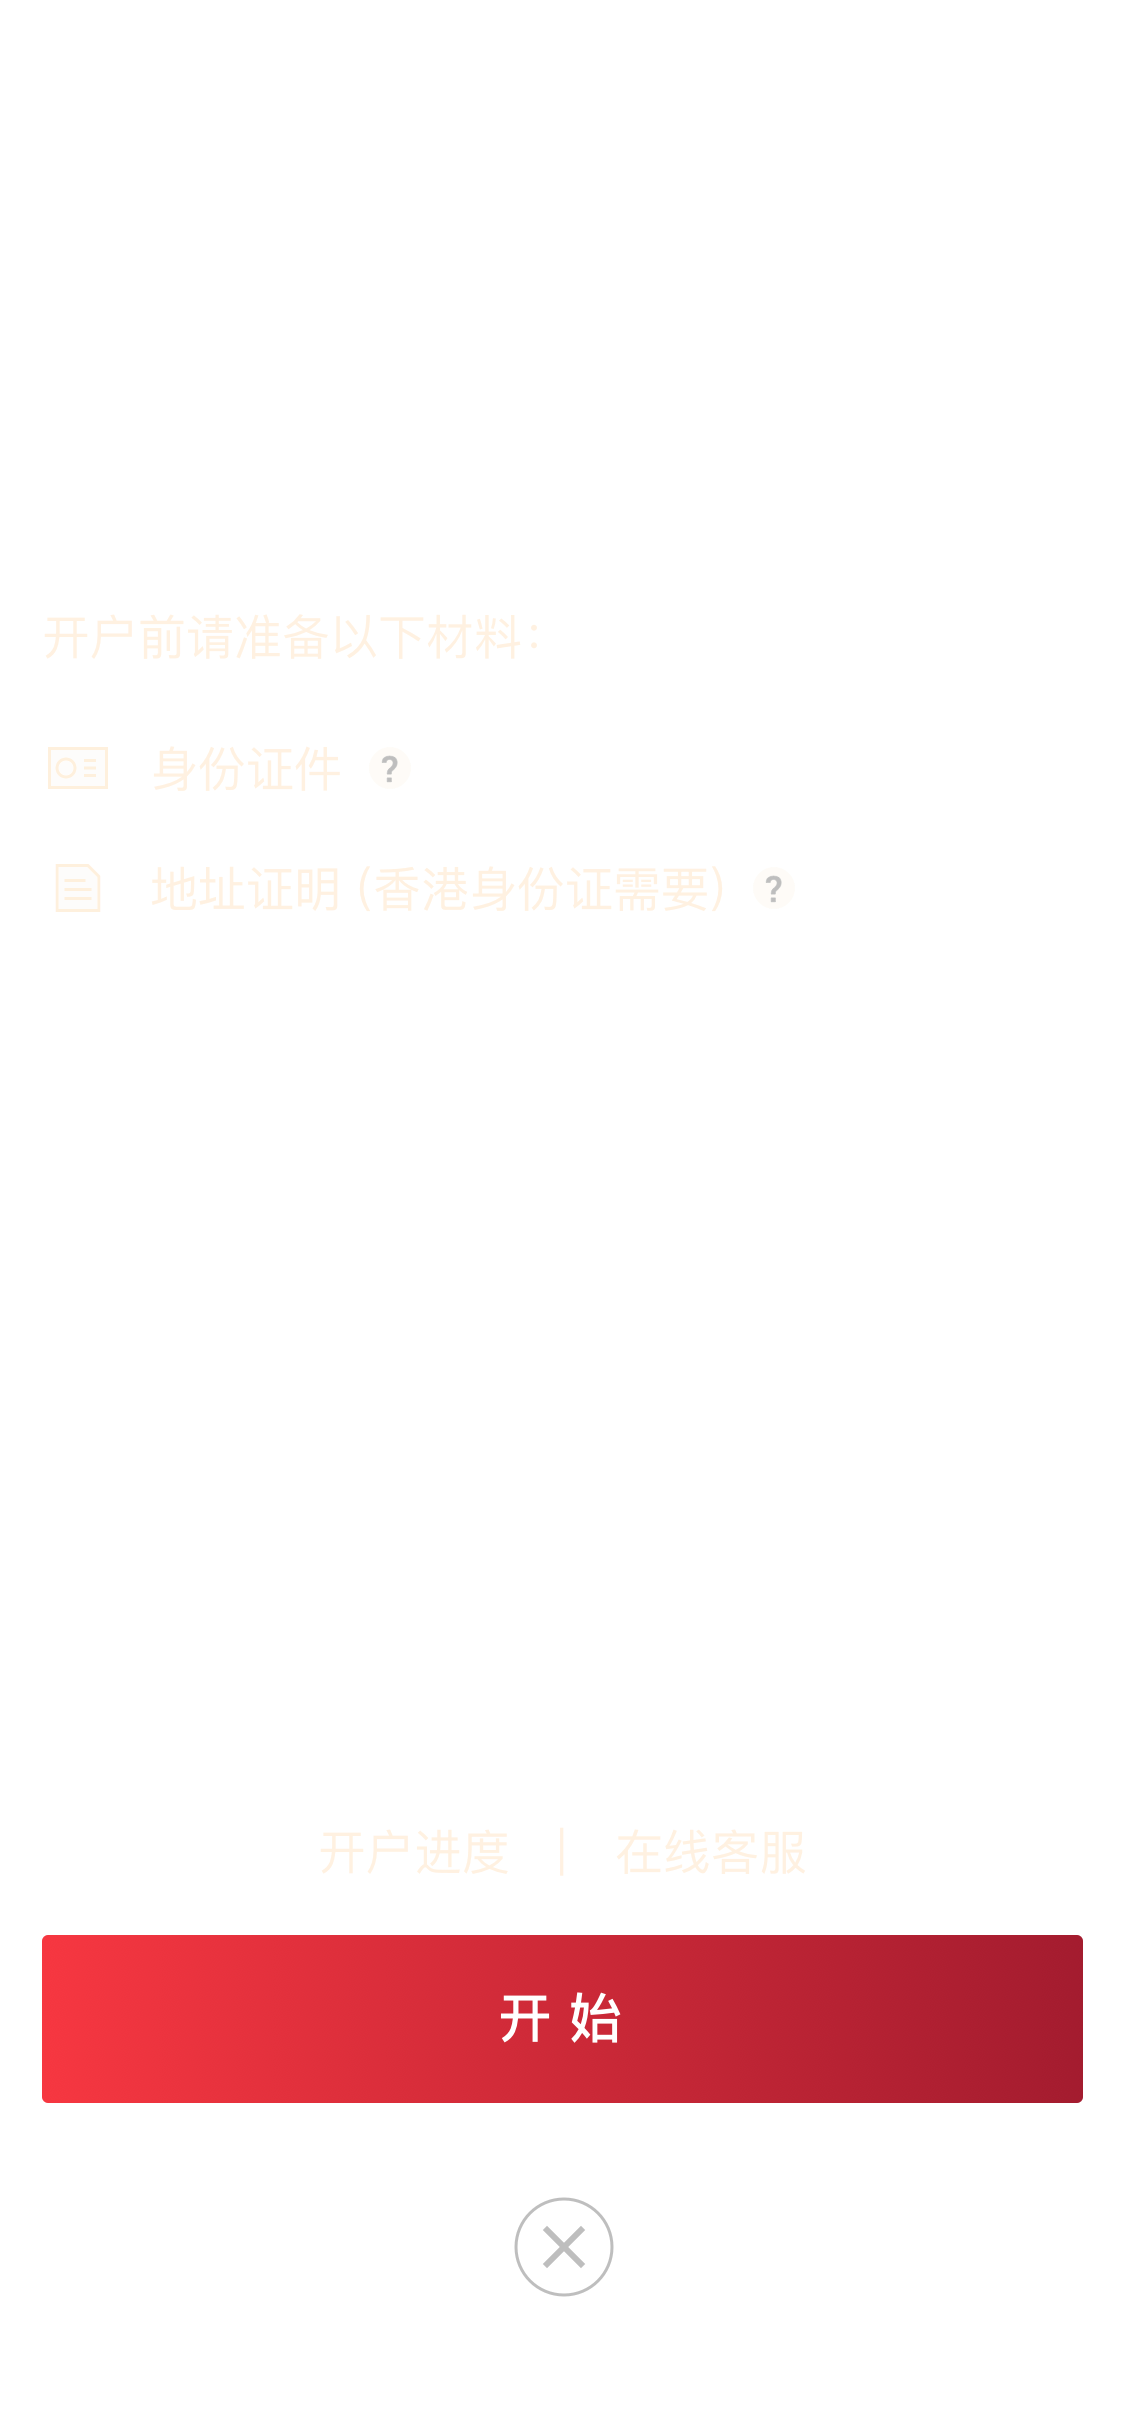 开户前请准备以下材料：
身份证件 ?
地址证明（香港身份证需要） ?
开户进度 | 在线客服
开始